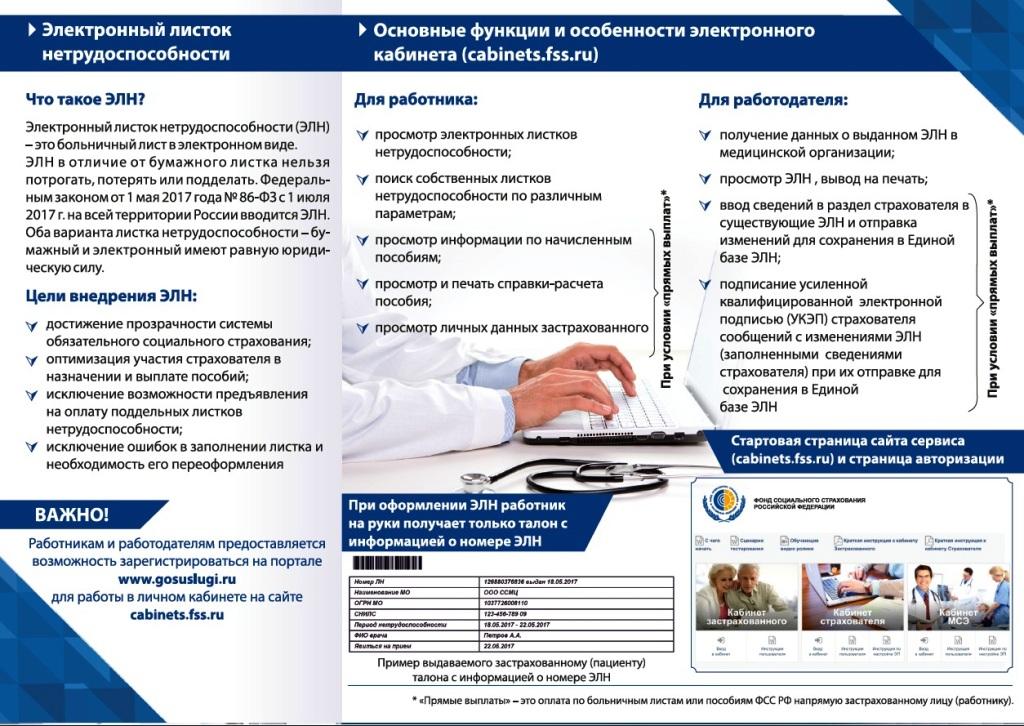 Электронный листок
нетрудоспособности
Что такое ЭЛН?
Электронный листок нетрудоспособности (ЭЛН)
– это больничный лист в электронном виде.
ЭЛН в отличие от бумажного листка нельзя
потрогать, потерять или подделать. Федераль-
ным законом от 1 мая 2017 года № 86-ФЗ с 1 июля
2017 г. на всей территории России вводится ЭЛН.
Оба варианта листка нетрудоспособности – бу-
мажный и электронный имеют равную юриди-
ческую силу.
Цели внедрения ЭЛН:
достижение прозрачности системы
обязательного социального страхования;
оптимизация участия страхователя в
назначении и выплате пособий;
исключение возможности предъявления
на оплату поддельных листков
нетрудоспособности;
исключение ошибок в заполнении листка и
необходимость его переоформления
ВАЖНО!
Работникам и работодателям предоставляется
возможность зарегистрироваться на портале
www.gosuslugi.ru
для работы в личном кабинете на сайте
cabinets.fss.ru
Основные функции и особенности электронного
кабинета (cabinets.fss.ru)
Для работника:
просмотр электронных листков
нетрудоспособности;
поиск собственных листков
нетрудоспособности по различным
параметрам;
просмотр информации по начисленным
пособиям;
просмотр и печать справки-расчета
пособия;
просмотр личных данных застрахованного
При условии «прямых выплат»*
Для работодателя:
получение данных о выданном ЭЛН в
медицинской организации;
просмотр ЭЛН , вывод на печать;
ввод сведений в раздел страхователя в
существующие ЭЛН и отправка
изменений для сохранения в Единой
базе ЭЛН;
подписание усиленной
квалифицированной электронной
подписью (УКЭП) страхователя
сообщений с изменениями ЭЛН
(заполненными сведениями
страхователя) при их отправке для
сохранения в Единой
базе ЭЛН
При условии «прямых выплат»*
При оформлении ЭЛН работник
на руки получает только талон с
информацией о номере ЭЛН
Номер ЛН 126680376836 выдан 18.05.2017
Наименование МО ООО ССМЦ
ОГРН МО 1037726008110
СНИЛС 123-456-789 09
Период нетрудоспособности 18.05.2017 - 22.05.2017
ФИО врача Петров А.А.
Явиться на прием 22.05.2017
Пример выдаваемого застрахованному (пациенту)
талона с информацией о номере ЭЛН
Стартовая страница сайта сервиса
(cabinets.fss.ru) и страница авторизации
ФОНД СОЦИАЛЬНОГО СТРАХОВАНИЯ
РОССИЙСКОЙ ФЕДЕРАЦИИ
С чего начать
Сценарии тестирования
Обучающие видео ролики
Краткая инструкция к кабинету Застрахованного
Краткая инструкция к кабинету Страхователя
Кабинет
застрахованного
Кабинет
страхователя
Кабинет
МСЭ
Вход в кабинет
Инструкция пользователя
Вход в кабинет
Инструкция пользователя
Инструкция по настройке ЭП
Вход в кабинет
Инструкция пользователя
Инструкция по настройке ЭП
* «Прямые выплаты» – это оплата по больничным листам или пособиям ФСС РФ напрямую застрахованному лицу (работнику).